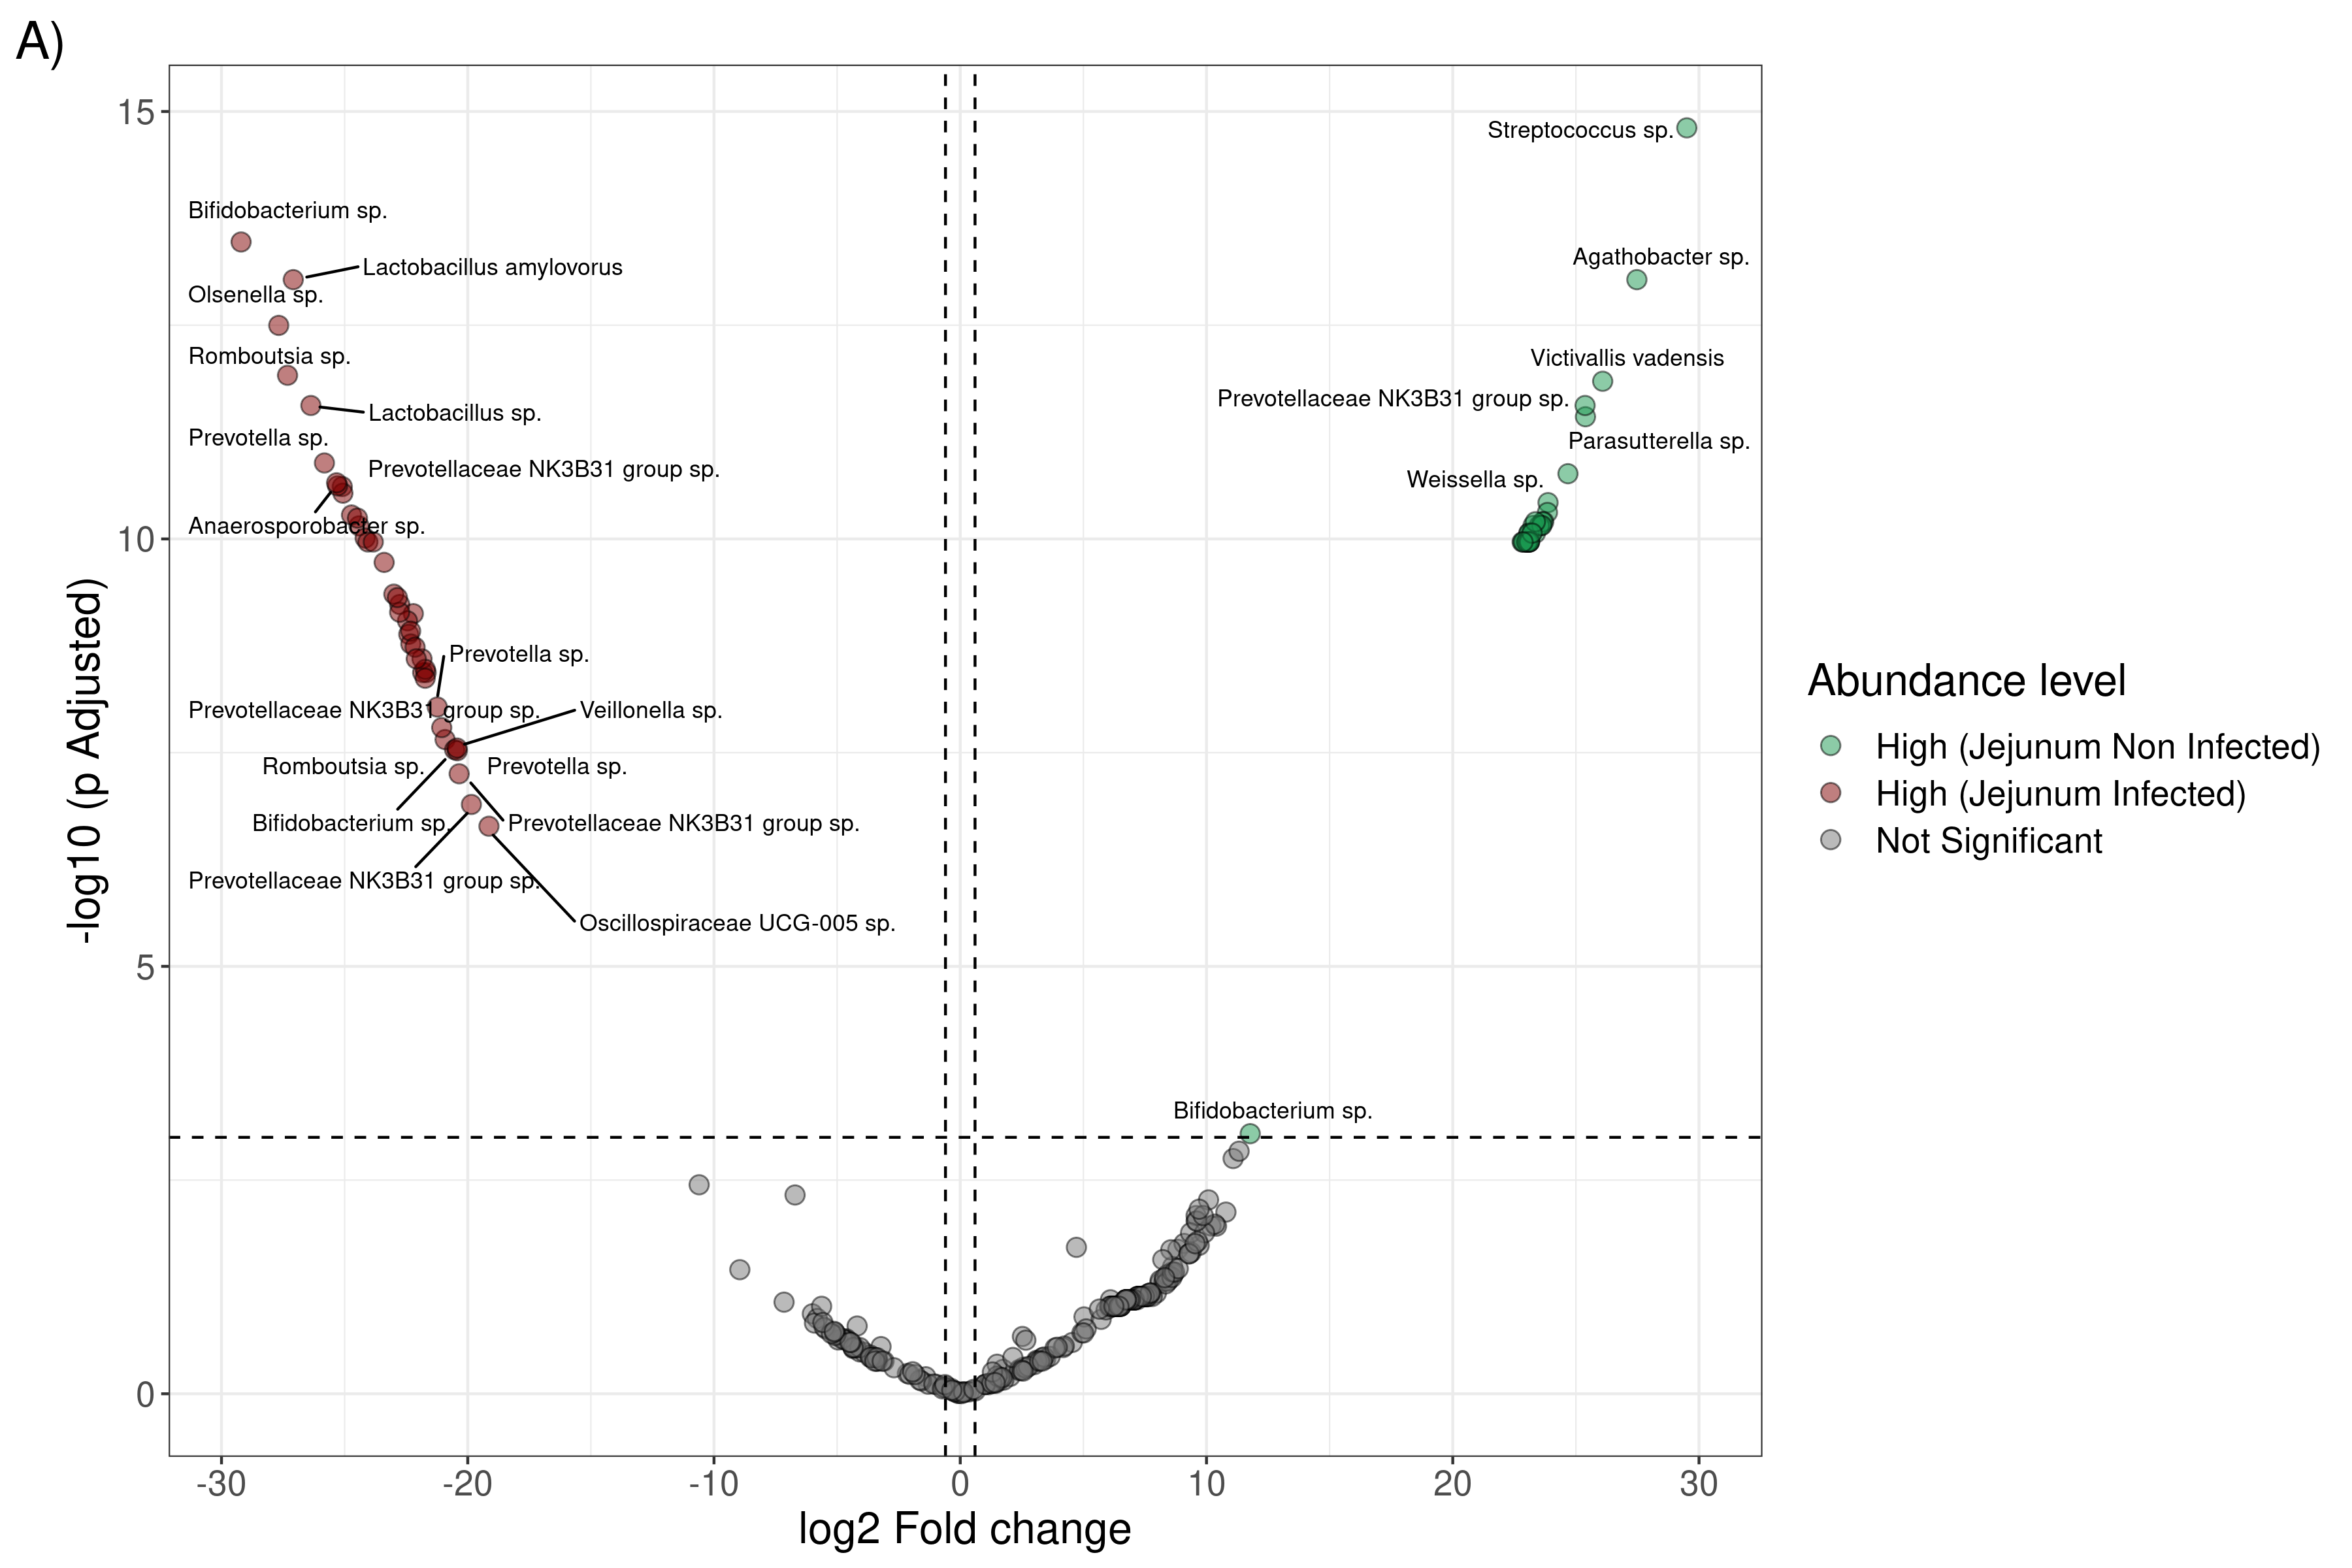 A)
15
Streptococcus sp.
Bifidobacterium sp.
Agathobacter sp.
Lactobacillus amylovorus
Olsenella sp.
Romboutsia sp.
Victivallis vadensis
Prevotellaceae NK3B31 group sp.
Lactobacillus sp.
Prevotella sp.
Parasutterella sp.
Prevotellaceae NK3B31 group sp.
Weissella sp.
Anaerosporobacter sp.
10
Prevotella sp.
Prevotellaceae NK3B31 group sp.
Veillonella sp.
Romboutsia sp.
Prevotella sp.
Bifidobacterium sp.
Prevotellaceae NK3B31 group sp.
Prevotellaceae NK3B31 group sp.
Oscillospiraceae UCG-005 sp.
5
Bifidobacterium sp.
0
-log10 (p Adjusted)
-30 -20 -10 0 10 20 30
log2 Fold change
Abundance level
High (Jejunum Non Infected)
High (Jejunum Infected)
Not Significant